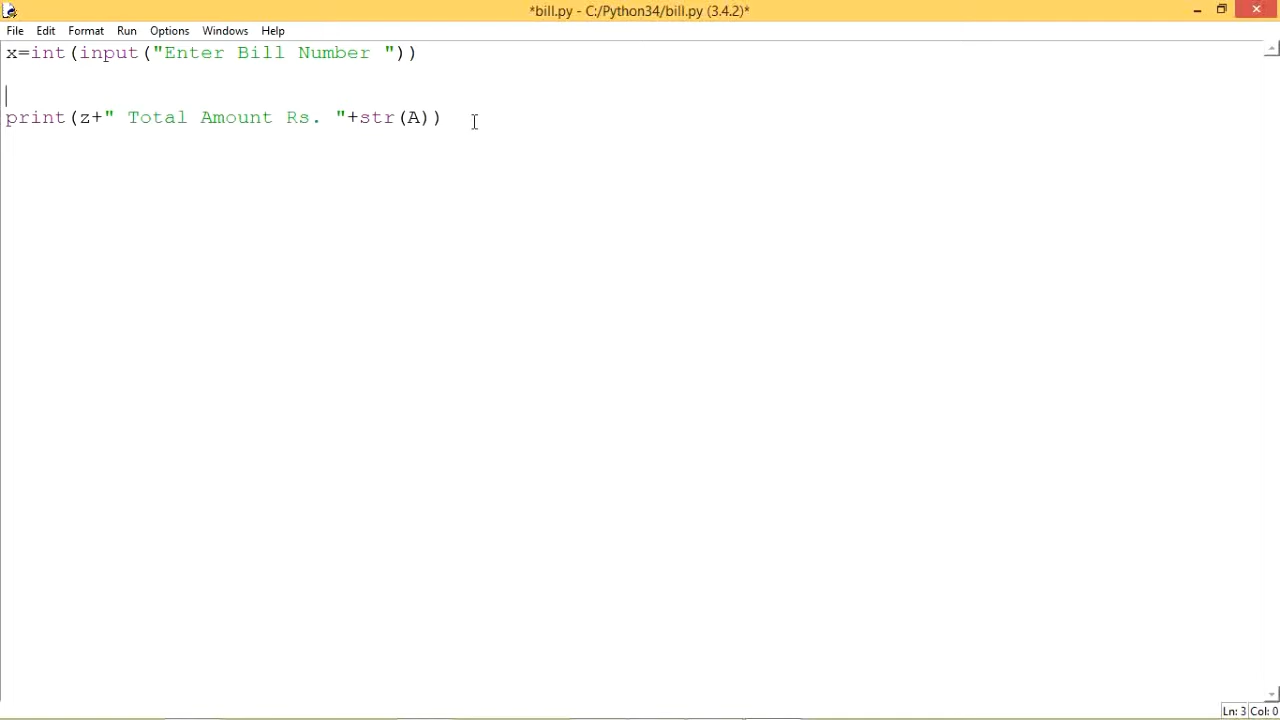 *bill.py - C:/Python34/bill.py (3.4.2)*
File Edit Format Run Options Windows Help
x=int(input("Enter Bill Number "))
print(z+" Total Amount Rs. "+str(A))
Ln: 3 Col: 0